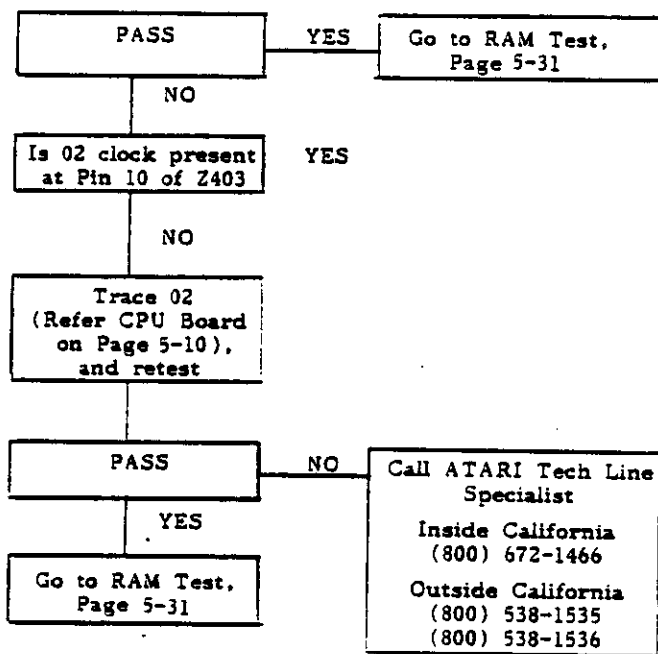 PASS
YES
Go to RAM Test,
Page 5-31
NO
Is 02 clock present
at Pin 10 of Z403
YES
NO
Trace 02
(Refer CPU Board
on Page 5-10),
and retest
PASS
NO
Call ATARI Tech Line
Specialist
Inside California
(800) 672-1466
Outside California
(800) 538-1535
(800) 538-1536
YES
Go to RAM Test,
Page 5-31